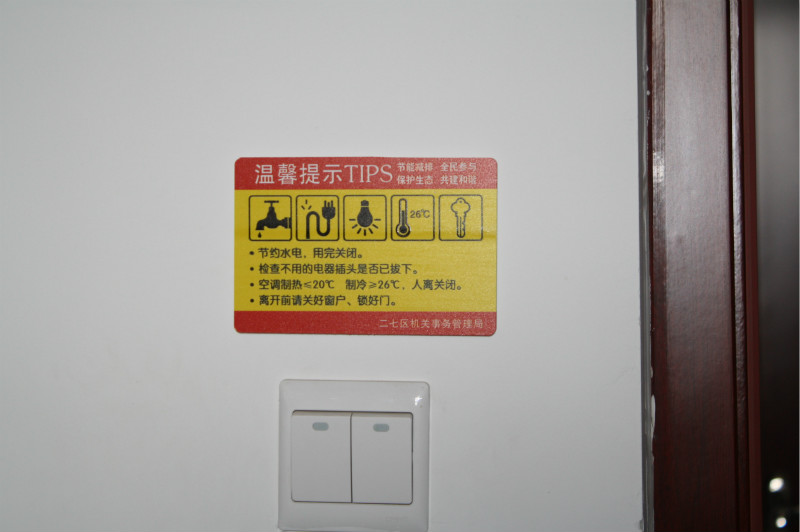 温馨提示TIPS 节能减排 全民参与
保护生态 共建和谐
26℃
• 节约水电，用完关闭。
• 检查不用的电器插头是否已拔下。
• 空调制热≤20℃ 制冷≥26℃，人离关闭。
• 离开前请关好窗户、锁好门。
二七区机关事务管理局